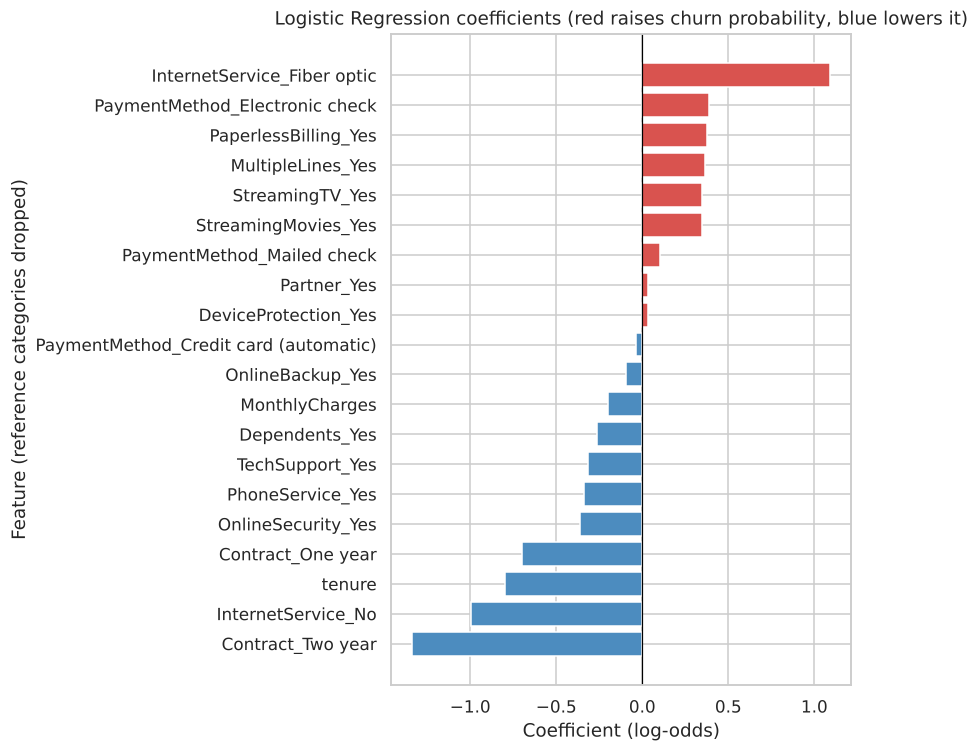 Logistic Regression coefficients (red raises churn probability, blue lowers it)
Feature (reference categories dropped)
InternetService_Fiber optic
PaymentMethod_Electronic check
PaperlessBilling_Yes
MultipleLines_Yes
StreamingTV_Yes
StreamingMovies_Yes
PaymentMethod_Mailed check
Partner_Yes
DeviceProtection_Yes
PaymentMethod_Credit card (automatic)
OnlineBackup_Yes
MonthlyCharges
Dependents_Yes
TechSupport_Yes
PhoneService_Yes
OnlineSecurity_Yes
Contract_One year
tenure
InternetService_No
Contract_Two year
−1.0 −0.5 0.0 0.5 1.0
Coefficient (log-odds)